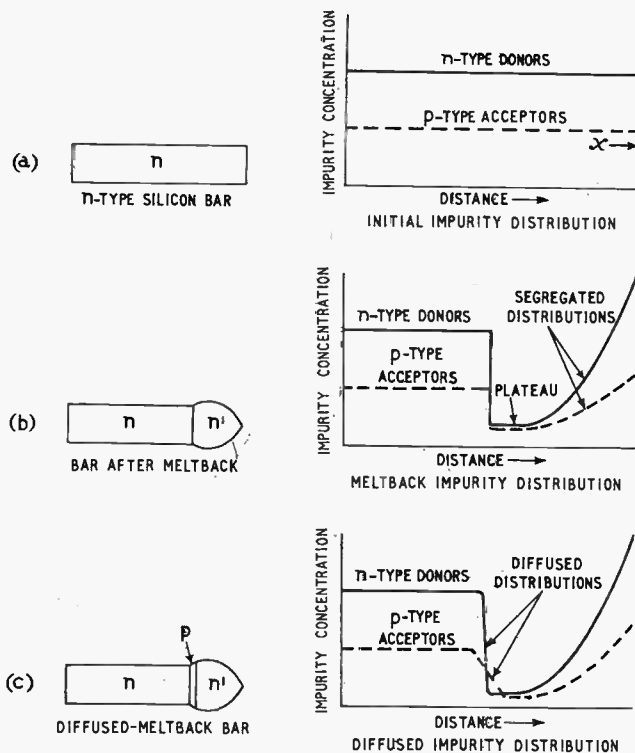 (a)
n
n-TYPE SILICON BAR
IMPURITY CONCENTRATION
n-TYPE DONORS
p-TYPE ACCEPTORS
x
DISTANCE
INITIAL IMPURITY DISTRIBUTION
(b)
n
n'
BAR AFTER MELTBACK
IMPURITY CONCENTRATION
n-TYPE DONORS
SEGREGATED
DISTRIBUTIONS
p-TYPE
ACCEPTORS
PLATEAU
DISTANCE
MELTBACK IMPURITY DISTRIBUTION
(c)
p
n
n'
DIFFUSED-MELTBACK BAR
IMPURITY CONCENTRATION
n-TYPE DONORS
DIFFUSED
DISTRIBUTIONS
p-TYPE
ACCEPTORS
DISTANCE
DIFFUSED IMPURITY DISTRIBUTION